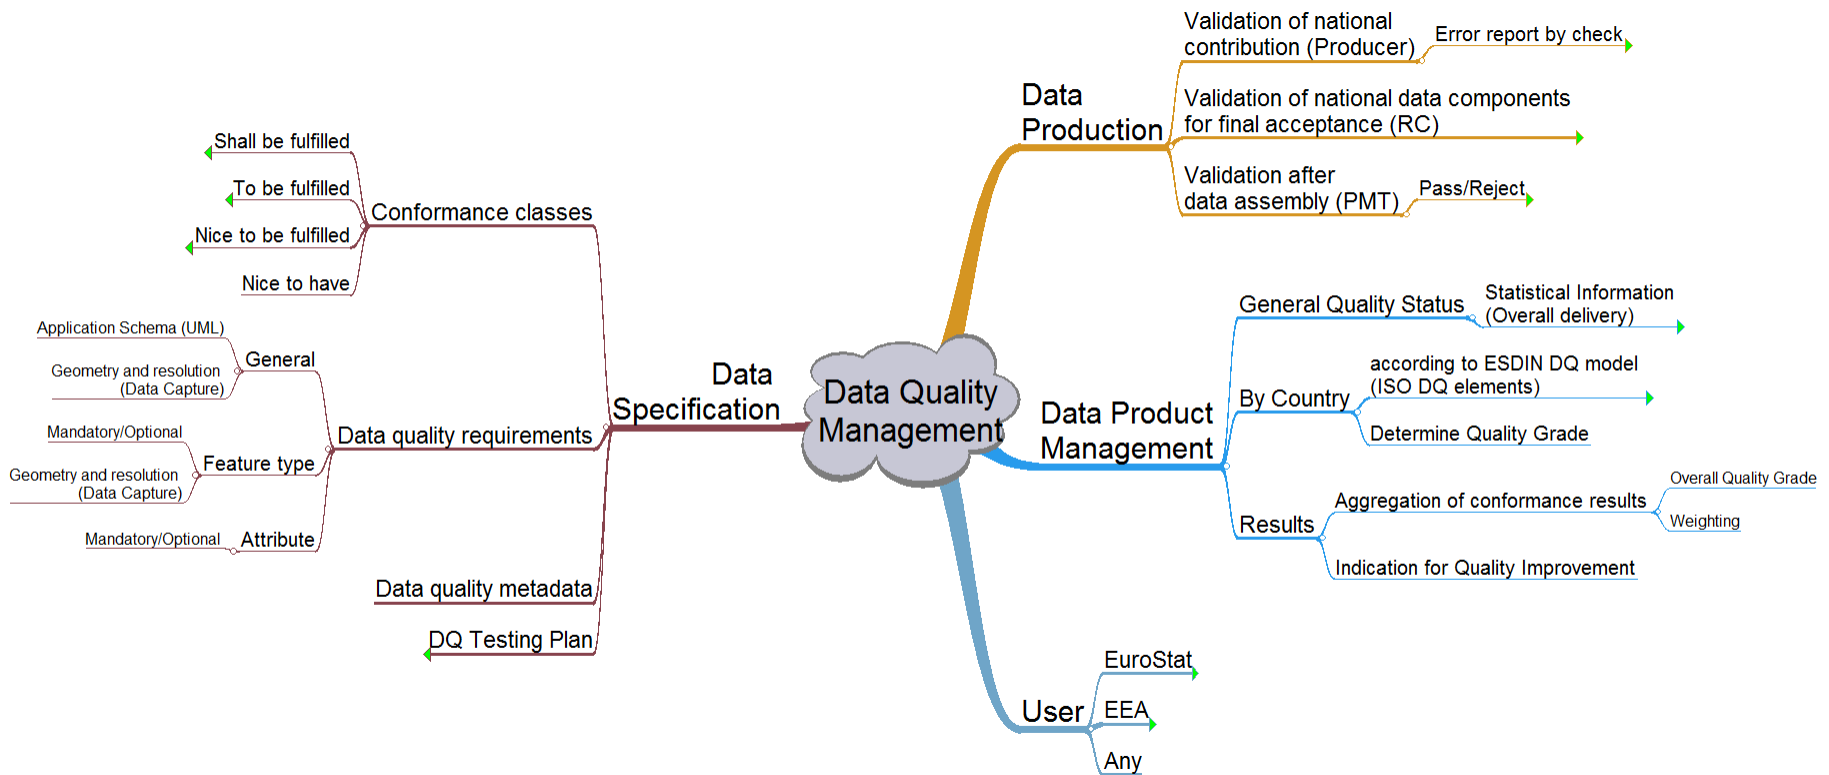 Data Quality
Management
Data
Production
Validation of national
contribution (Producer)
Error report by check
Validation of national data components
for final acceptance (RC)
Validation after
data assembly (PMT)
Pass/Reject
Data Product
Management
General Quality Status
Statistical Information
(Overall delivery)
By Country
according to ESDIN DQ model
(ISO DQ elements)
Determine Quality Grade
Results
Aggregation of conformance results
Overall Quality Grade
Weighting
Indication for Quality Improvement
User
EuroStat
EEA
Any
Data
Specification
Conformance classes
Shall be fulfilled
To be fulfilled
Nice to be fulfilled
Nice to have
Data quality requirements
General
Application Schema (UML)
Geometry and resolution
(Data Capture)
Feature type
Mandatory/Optional
Geometry and resolution
(Data Capture)
Attribute
Mandatory/Optional
Data quality metadata
DQ Testing Plan